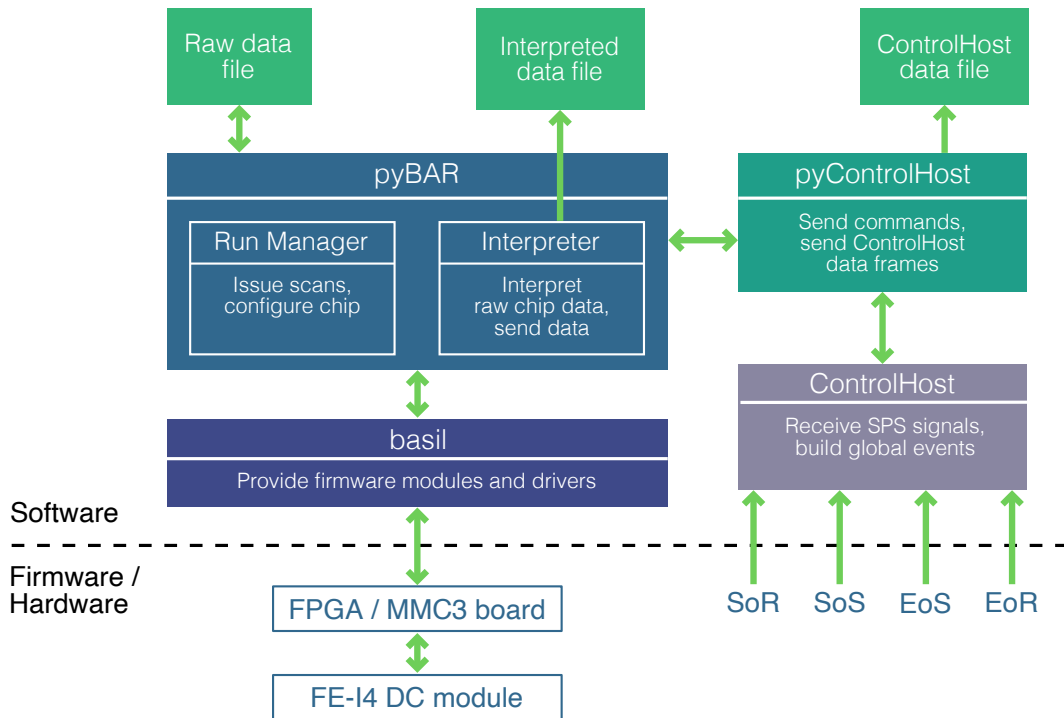 Raw data
file
Interpreted
data file
ControlHost
data file
pyBAR
Run Manager
Issue scans,
configure chip
Interpreter
Interpret
raw chip data,
send data
pyControlHost
Send commands,
send ControlHost
data frames
ControlHost
Receive SPS signals,
build global events
basil
Provide firmware modules and drivers
Software
Firmware /
Hardware
FPGA / MMC3 board
FE-I4 DC module
SoR
SoS
EoS
EoR